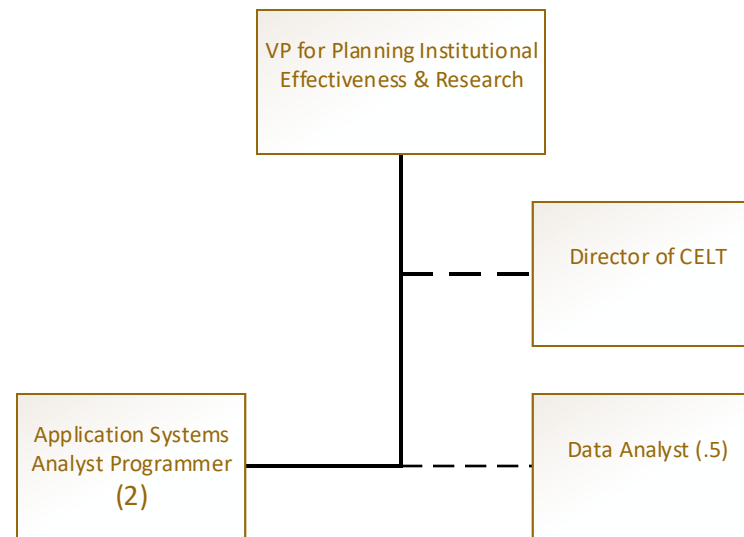 VP for Planning Institutional
Effectiveness & Research
Director of CELT
Application Systems
Analyst Programmer
(2)
Data Analyst (.5)